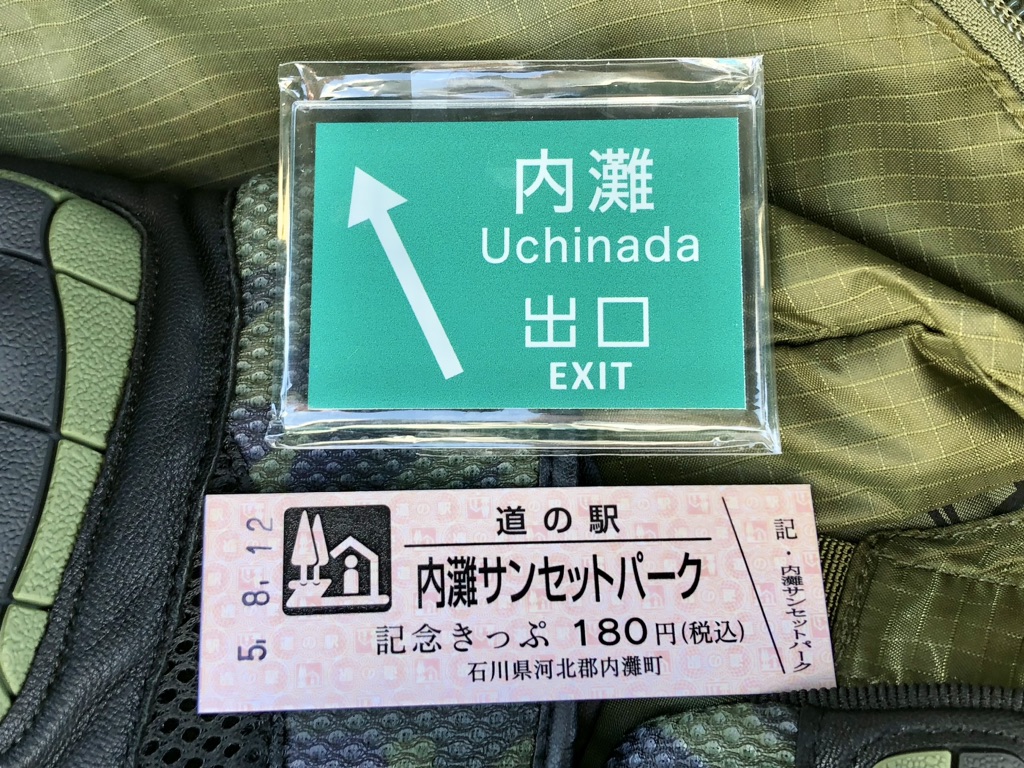 内灘
Uchinada
出口
EXIT
5.-8.12
道の駅
内灘サンセットパーク
記念きっぷ 180円(税込)
石川県河北郡内灘町
記・内灘サンセットパーク